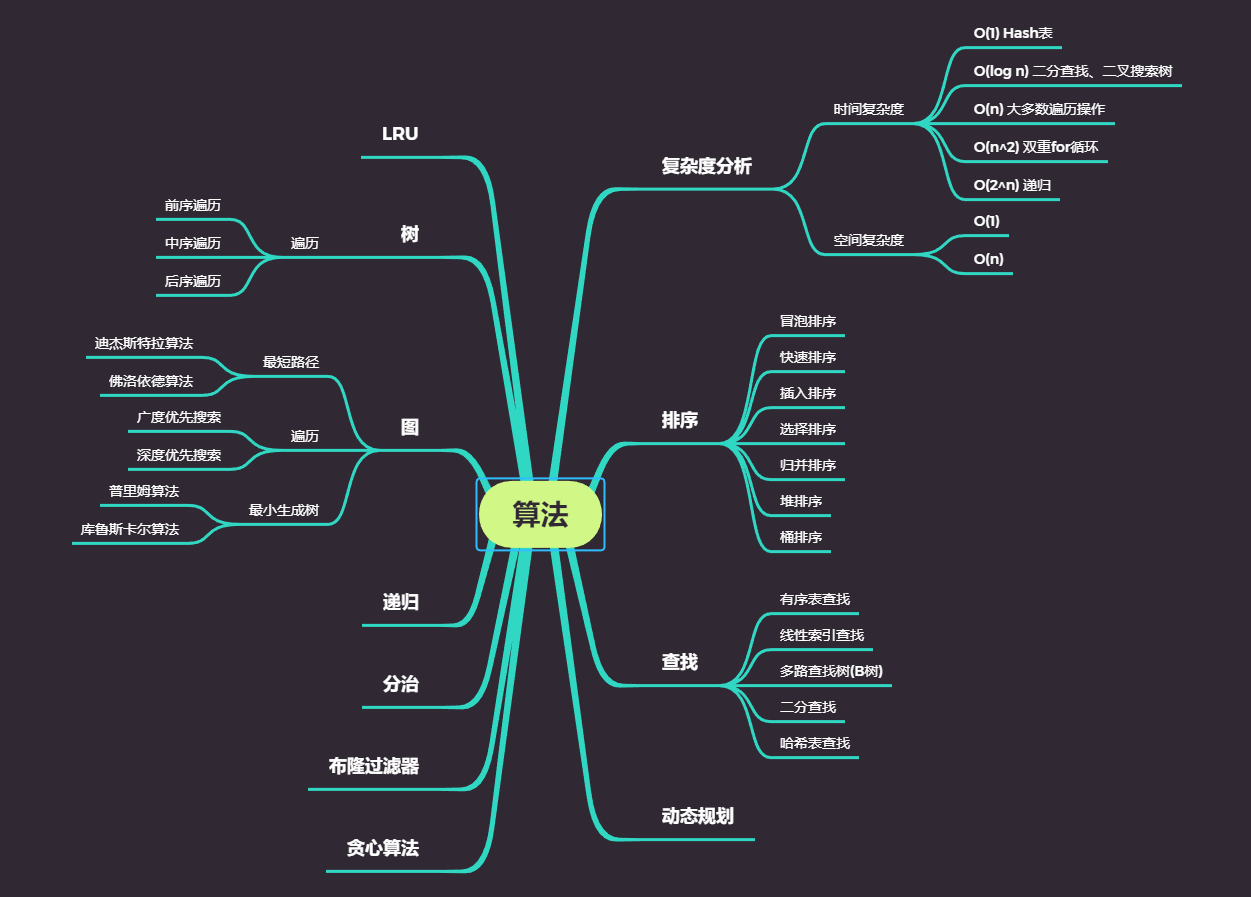 算法
复杂度分析
时间复杂度
O(1) Hash表
O(log n) 二分查找、二叉搜索树
O(n) 大多数遍历操作
O(n^2) 双重for循环
O(2^n) 递归
空间复杂度
O(1)
O(n)
排序
冒泡排序
快速排序
插入排序
选择排序
归并排序
堆排序
桶排序
查找
有序表查找
线性索引查找
多路查找树(B树)
二分查找
哈希表查找
动态规划
LRU
树
遍历
前序遍历
中序遍历
后序遍历
图
最短路径
迪杰斯特拉算法
佛洛依德算法
遍历
广度优先搜索
深度优先搜索
最小生成树
普里姆算法
库鲁斯卡尔算法
递归
分治
布隆过滤器
贪心算法